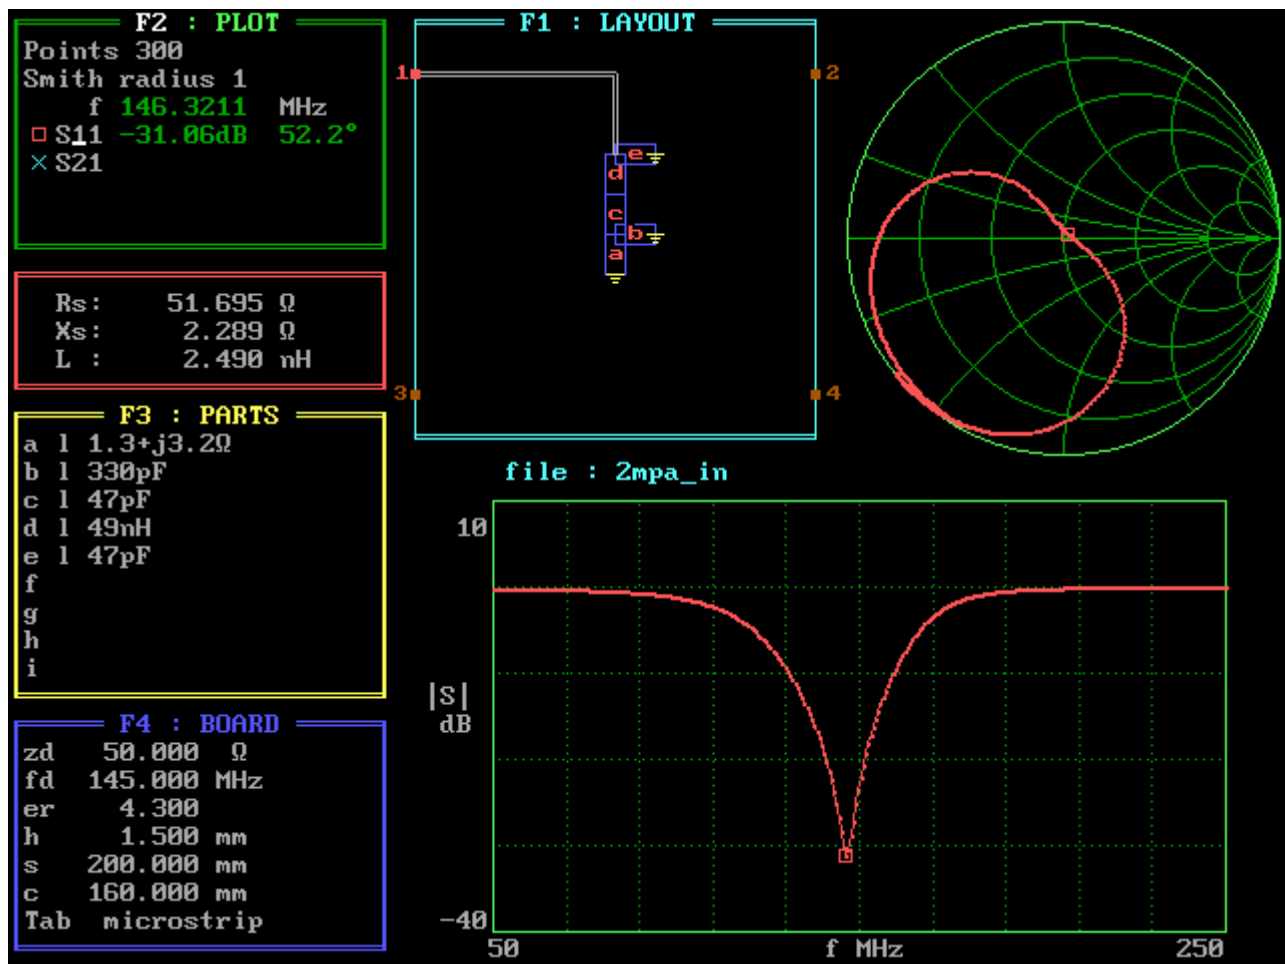 F2 : PLOT
Points 300
Smith radius 1
f 146.3211 MHz
□ S11 -31.06dB 52.2°
× S21
Rs: 51.695 Ω
Xs: 2.289 Ω
L : 2.490 nH
F3 : PARTS
a l 1.3+j3.2Ω
b l 330pF
c l 47pF
d l 49nH
e l 47pF
f
g
h
i
F4 : BOARD
zd 50.000 Ω
fd 145.000 MHz
er 4.300
h 1.500 mm
s 200.000 mm
c 160.000 mm
Tab microstrip
F1 : LAYOUT
1
2
e
d
c
b
a
3
4
file : 2mpa_in
10
|S|
dB
-40
50 f MHz 250